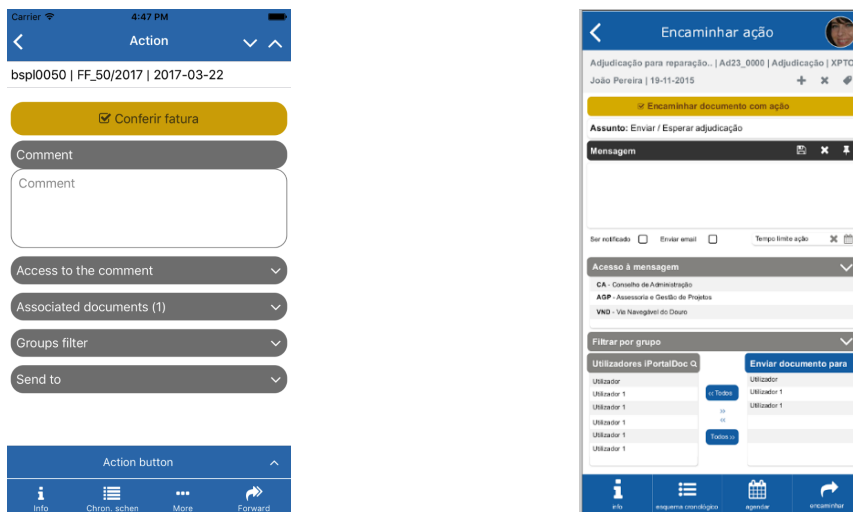 Carrier 4:47 PM
Action
bspl0050 | FF_50/2017 | 2017-03-22
Conferir fatura
Comment
Comment
Access to the comment
Associated documents (1)
Groups filter
Send to
Action button
Info Chron. schen More Forward
Encaminhar ação
Adjudicação para reparação.. | Ad23_0000 | Adjudicação | XPTO
João Pereira | 19-11-2015
Encaminhar documento com ação
Assunto: Enviar / Esperar adjudicação
Mensagem
Ser notificado Enviar email Tempo limite ação
Acesso à mensagem
CA - Conselho de Administração
AGP - Assessoria e Gestão de Projetos
VND - Via Navegável do Douro
Filtrar por grupo
Utilizadores iPortalDoc Enviar documento para
Utilizador Utilizador
Utilizador 1 << Todos Utilizador 1
Utilizador 1 >> Utilizador 1
Utilizador 1 <<
Utilizador 1 Todos >>
Utilizador 1
info esquema cronológico agendar encaminhar